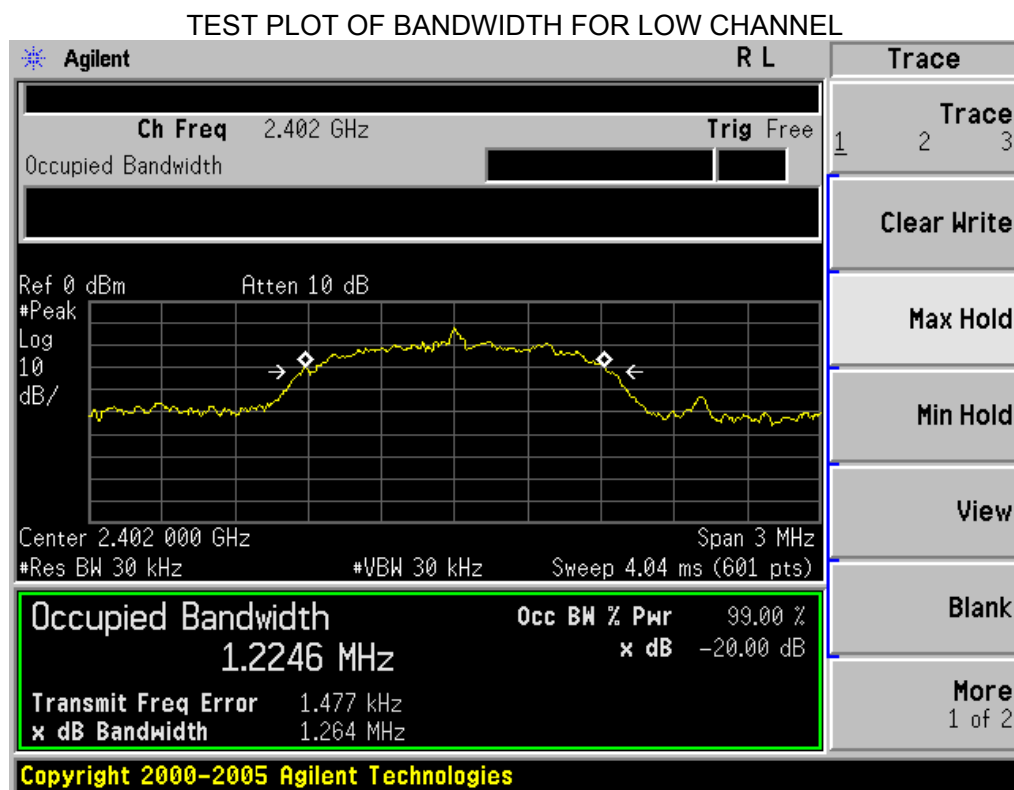 TEST PLOT OF BANDWIDTH FOR LOW CHANNEL
Agilent R L
Trace
Ch Freq 2.402 GHz Trig Free
Occupied Bandwidth
Trace
1 2 3
Clear Write
Max Hold
Min Hold
View
Blank
More
1 of 2
Ref 0 dBm Atten 10 dB
#Peak
Log
10
dB/
Center 2.402 000 GHz Span 3 MHz
#Res BW 30 kHz #VBW 30 kHz Sweep 4.04 ms (601 pts)
Occupied Bandwidth Occ BW % Pwr 99.00 %
1.2246 MHz x dB -20.00 dB
Transmit Freq Error 1.477 kHz
x dB Bandwidth 1.264 MHz
Copyright 2000-2005 Agilent Technologies